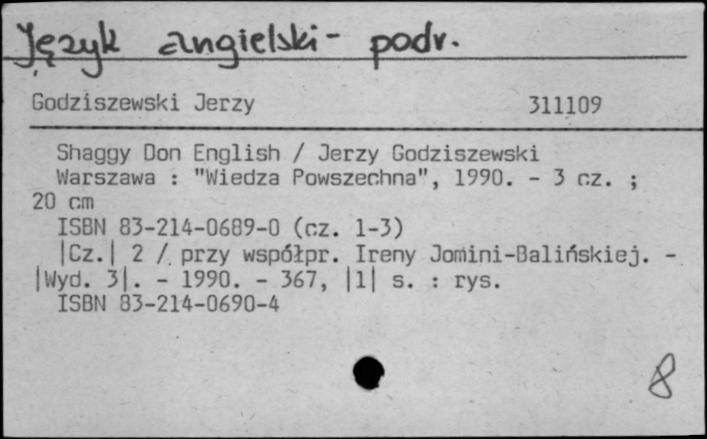 Język angielski - podr.
Godziszewski Jerzy 311109
Shaggy Don English / Jerzy Godziszewski
Warszawa : "Wiedza Powszechna", 1990. - 3 cz. ;
20 cm
ISBN 83-214-0689-0 (cz. 1-3)
|Cz.| 2 / przy współpr. Ireny Jomini-Balińskiej. -
|Wyd. 3|. - 1990. - 367, |1| s. : rys.
ISBN 83-214-0690-4
8